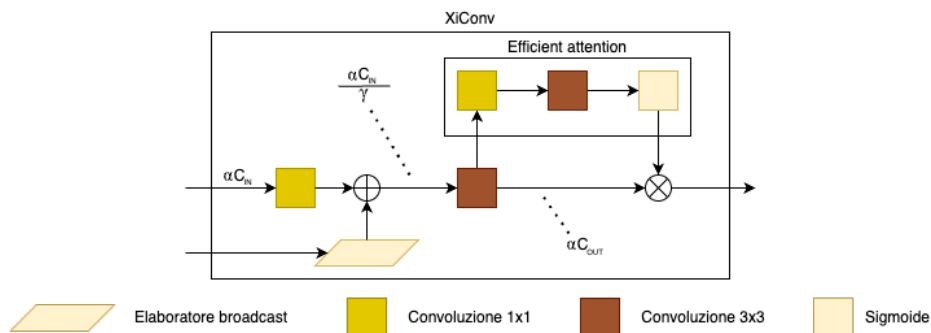 XiConv
Efficient attention
αC_IN
γ
αC_IN
αC_OUT
Elaboratore broadcast
Convoluzione 1x1
Convoluzione 3x3
Sigmoide